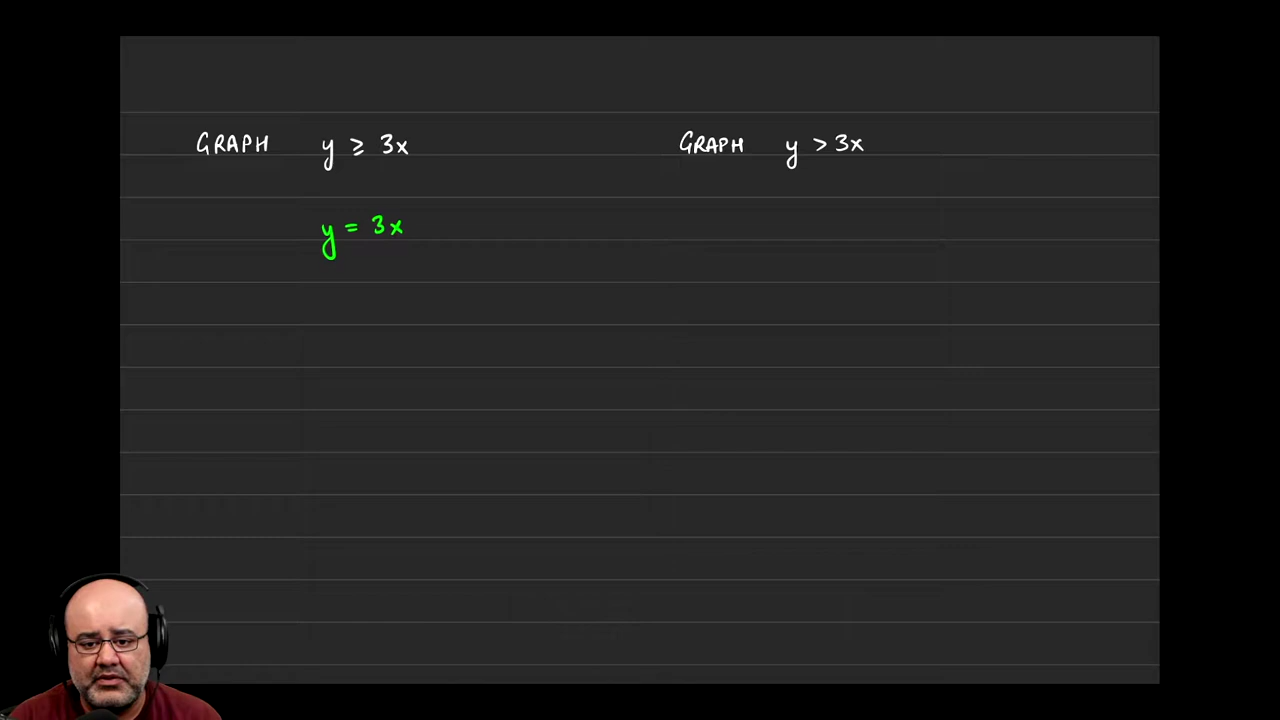 GRAPH y ≥ 3x
GRAPH y > 3x
y = 3x